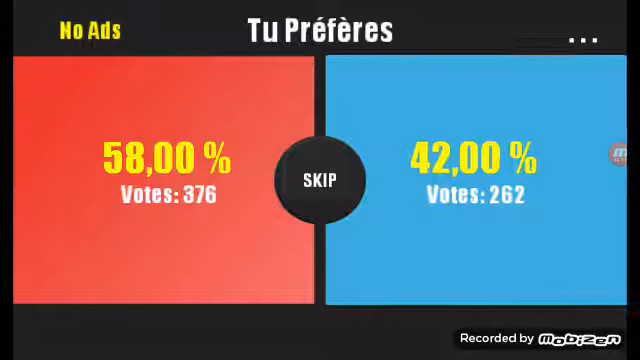 No Ads
Tu Préfères
...
58,00 %
Votes: 376
SKIP
42,00 %
Votes: 262
Recorded by Mobizen